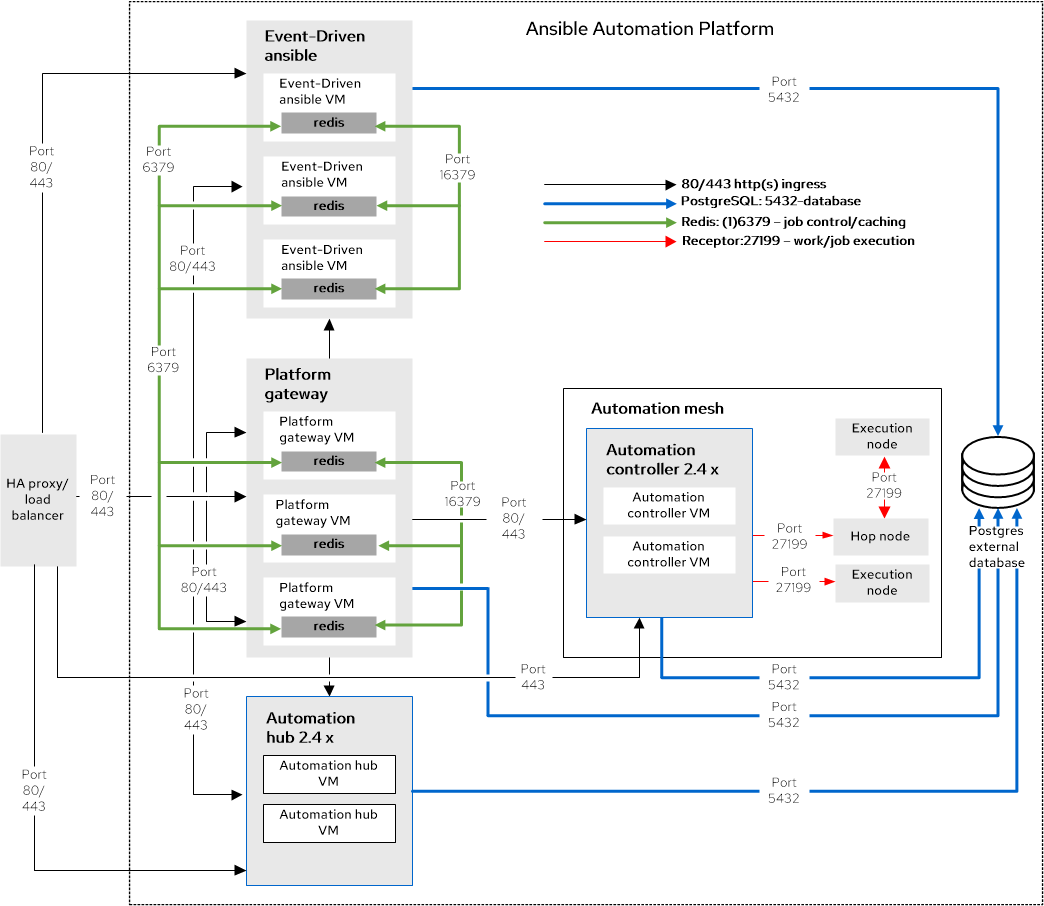 Ansible Automation Platform
Event-Driven
ansible
Event-Driven
ansible VM
redis
Event-Driven
ansible VM
redis
Event-Driven
ansible VM
redis
Port
5432
Port
80/
443
Port
6379
Port
16379
Port
80/443
80/443 http(s) ingress
PostgreSQL: 5432-database
Redis: (1)6379 – job control/caching
Receptor:27199 – work/job execution
Port
6379
Platform
gateway
Platform
gateway VM
redis
Platform
gateway VM
redis
Platform
gateway VM
redis
Port
16379
Port
80/443
HA proxy/
load
balancer
Port
80/
443
Port
80/
443
Automation mesh
Automation
controller 2.4 x
Automation
controller VM
Automation
controller VM
Port
27199
Port
27199
Execution
node
Port
27199
Hop node
Execution
node
Postgres
external
database
Port
443
Port
5432
Port
5432
Port
5432
Port
80/
443
Port
80/
443
Automation
hub 2.4 x
Automation hub
VM
Automation hub
VM